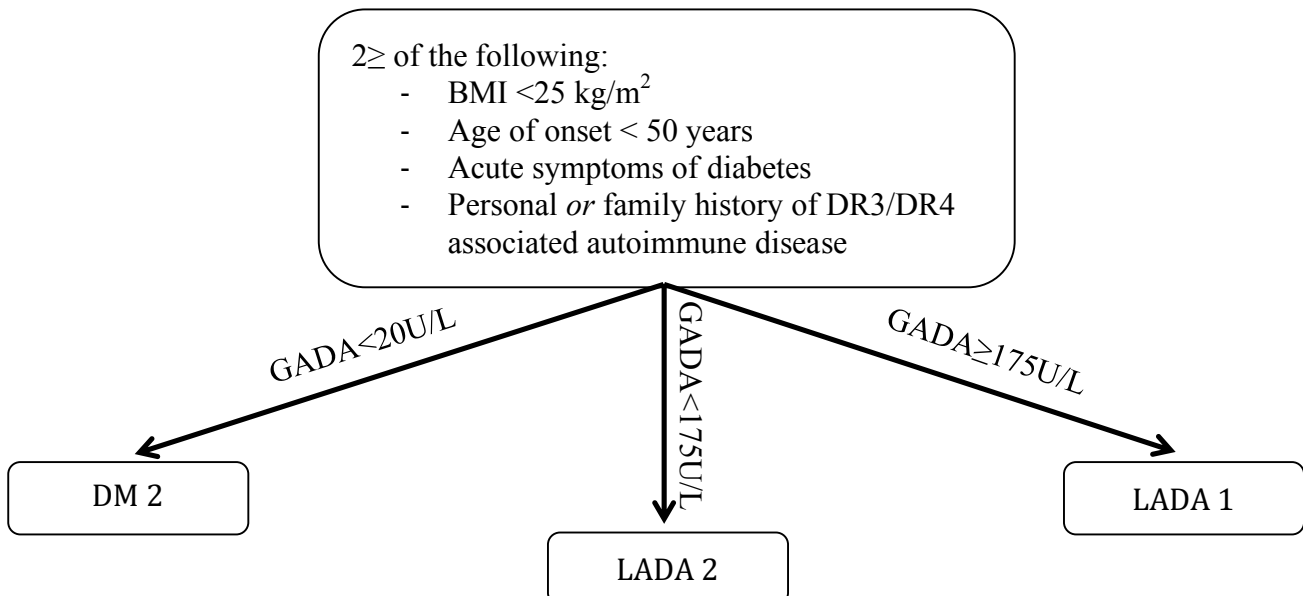 2≥ of the following:
- BMI <25 kg/m²
- Age of onset < 50 years
- Acute symptoms of diabetes
- Personal or family history of DR3/DR4
associated autoimmune disease
GADA<20U/L
GADA<175U/L
GADA≥175U/L
DM 2
LADA 2
LADA 1